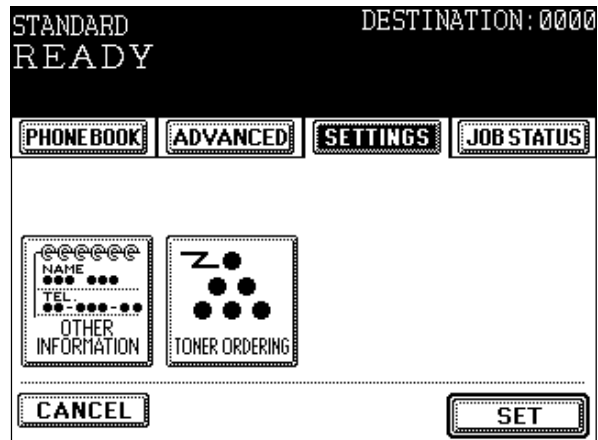 STANDARD DESTINATION:0000
READY
PHONE BOOK ADVANCED SETTINGS JOB STATUS
NAME
TEL.
OTHER
INFORMATION
TONER ORDERING
CANCEL SET